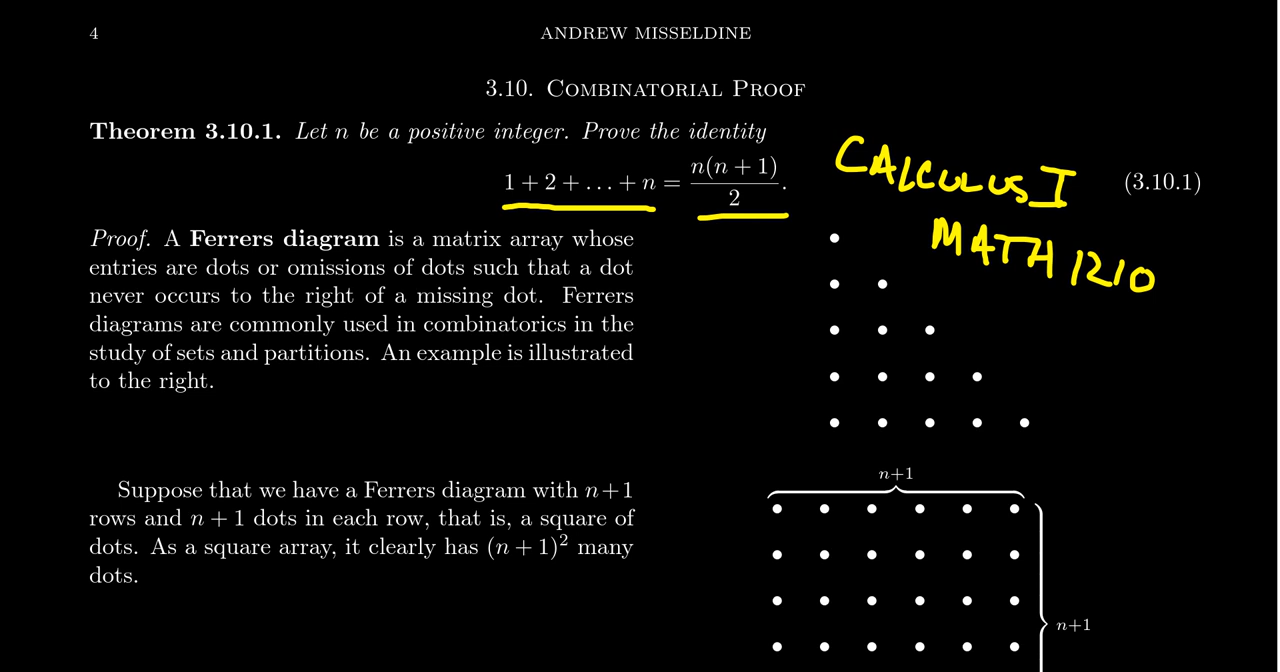 4
ANDREW MISSELDINE
3.10. COMBINATORIAL PROOF
Theorem 3.10.1. Let n be a positive integer. Prove the identity
1 + 2 + ... + n = n(n + 1) / 2.
(3.10.1)
CALCULUS I
MATH 1210
Proof. A Ferrers diagram is a matrix array whose
entries are dots or omissions of dots such that a dot
never occurs to the right of a missing dot. Ferrers
diagrams are commonly used in combinatorics in the
study of sets and partitions. An example is illustrated
to the right.
Suppose that we have a Ferrers diagram with n+1
rows and n + 1 dots in each row, that is, a square of
dots. As a square array, it clearly has (n + 1)² many
dots.
n+1
n+1